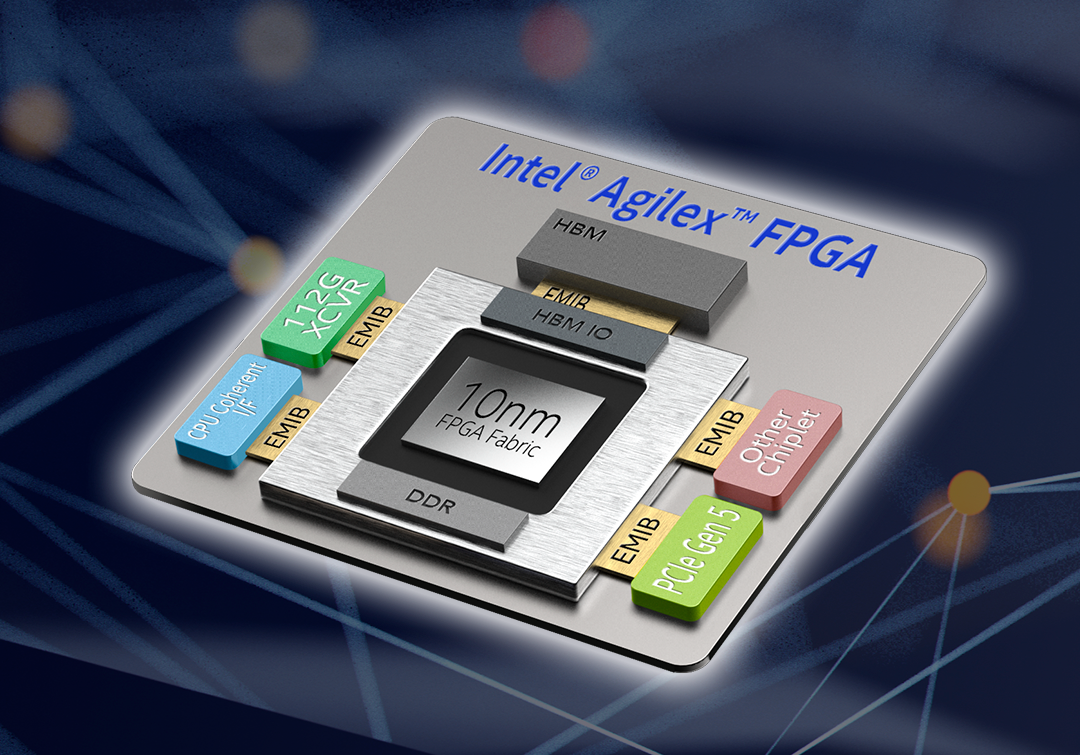 Intel® Agilex™ FPGA
HBM
EMIB
HBM IO
112G
XCVR
EMIB
CPU Coherent
I/F
EMIB
10nm
FPGA Fabric
DDR
EMIB
Other
Chiplet
EMIB
PCIe Gen 5